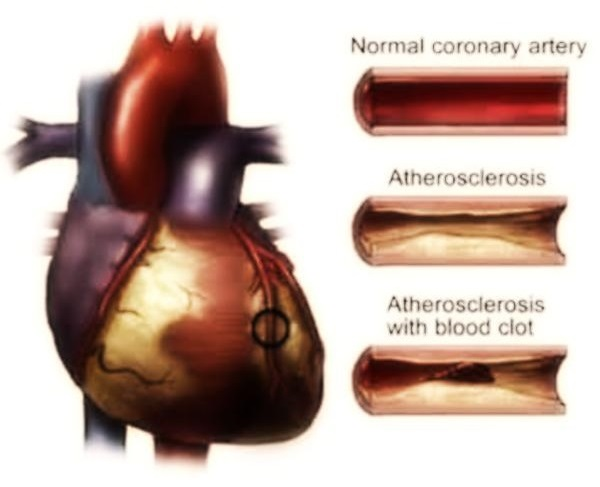 Normal coronary artery
Atherosclerosis
Atherosclerosis
with blood clot